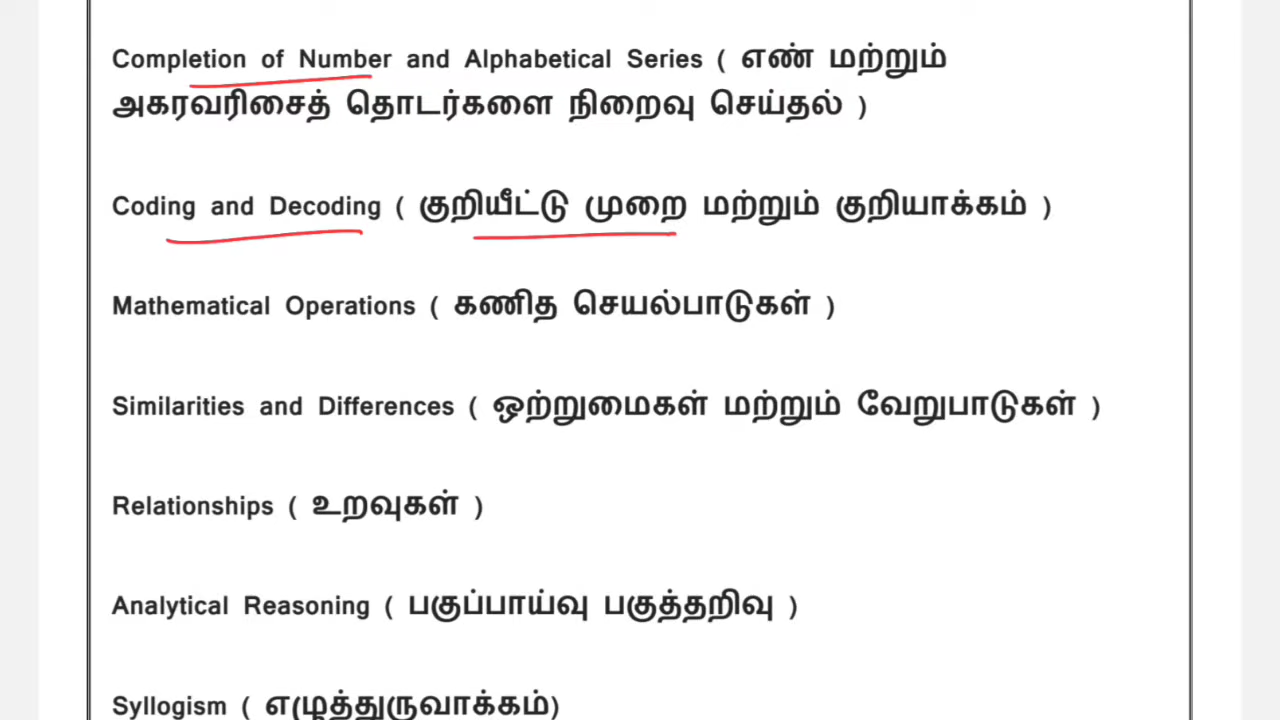 Completion of Number and Alphabetical Series ( எண் மற்றும்
அகரவரிசைத் தொடர்களை நிறைவு செய்தல் )
Coding and Decoding ( குறியீட்டு முறை மற்றும் குறியாக்கம் )
Mathematical Operations ( கணித செயல்பாடுகள் )
Similarities and Differences ( ஒற்றுமைகள் மற்றும் வேறுபாடுகள் )
Relationships ( உறவுகள் )
Analytical Reasoning ( பகுப்பாய்வு பகுத்தறிவு )
Syllogism ( எழுத்துருவாக்கம்)